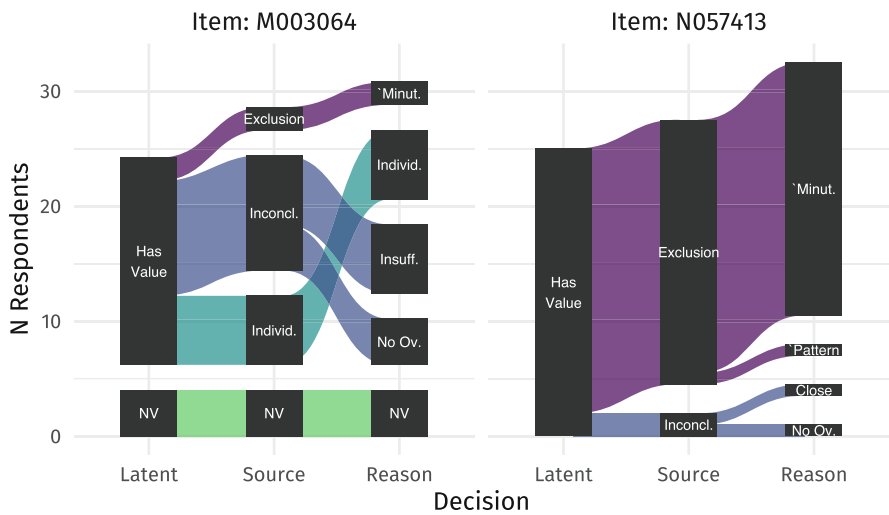 Item: M003064
Item: N057413
N Respondents
30
20
10
0
Has
Value
NV
Exclusion
Inconcl.
Individ.
NV
`Minut.
Individ.
Insuff.
No Ov.
NV
Has
Value
Exclusion
Inconcl.
`Minut.
`Pattern
Close
No Ov.
Latent
Source
Reason
Latent
Source
Reason
Decision